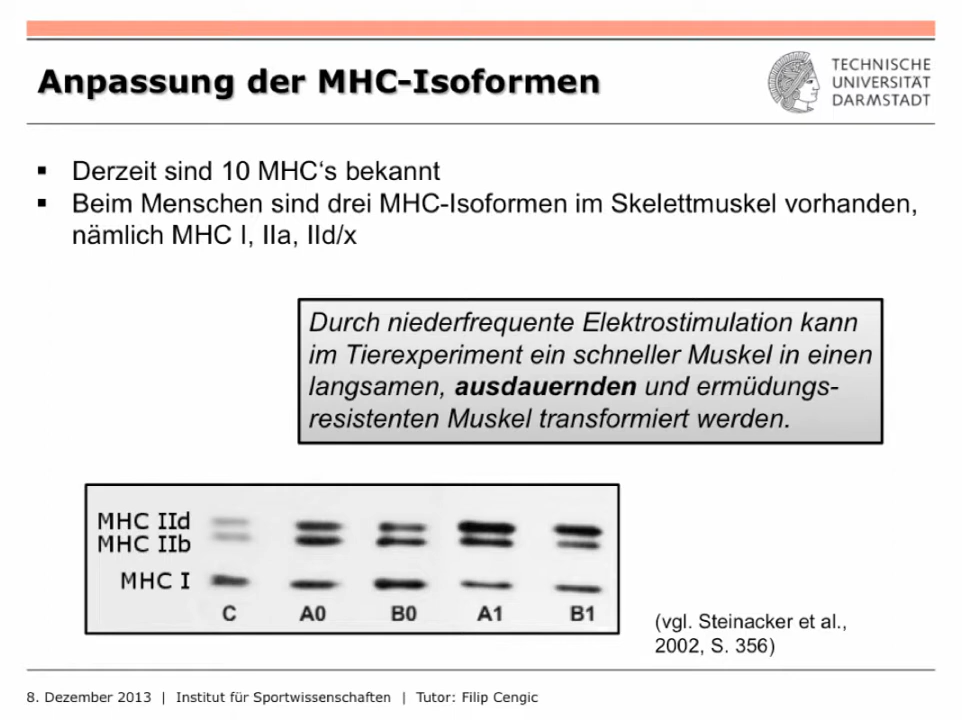 Anpassung der MHC-Isoformen
TECHNISCHE
UNIVERSITÄT
DARMSTADT
▪ Derzeit sind 10 MHC‘s bekannt
▪ Beim Menschen sind drei MHC-Isoformen im Skelettmuskel vorhanden,
nämlich MHC I, IIa, IId/x
Durch niederfrequente Elektrostimulation kann
im Tierexperiment ein schneller Muskel in einen
langsamen, ausdauernden und ermüdungs-
resistenten Muskel transformiert werden.
MHC IId
MHC IIb
MHC I
C A0 B0 A1 B1
(vgl. Steinacker et al.,
2002, S. 356)
8. Dezember 2013 | Institut für Sportwissenschaften | Tutor: Filip Cengic